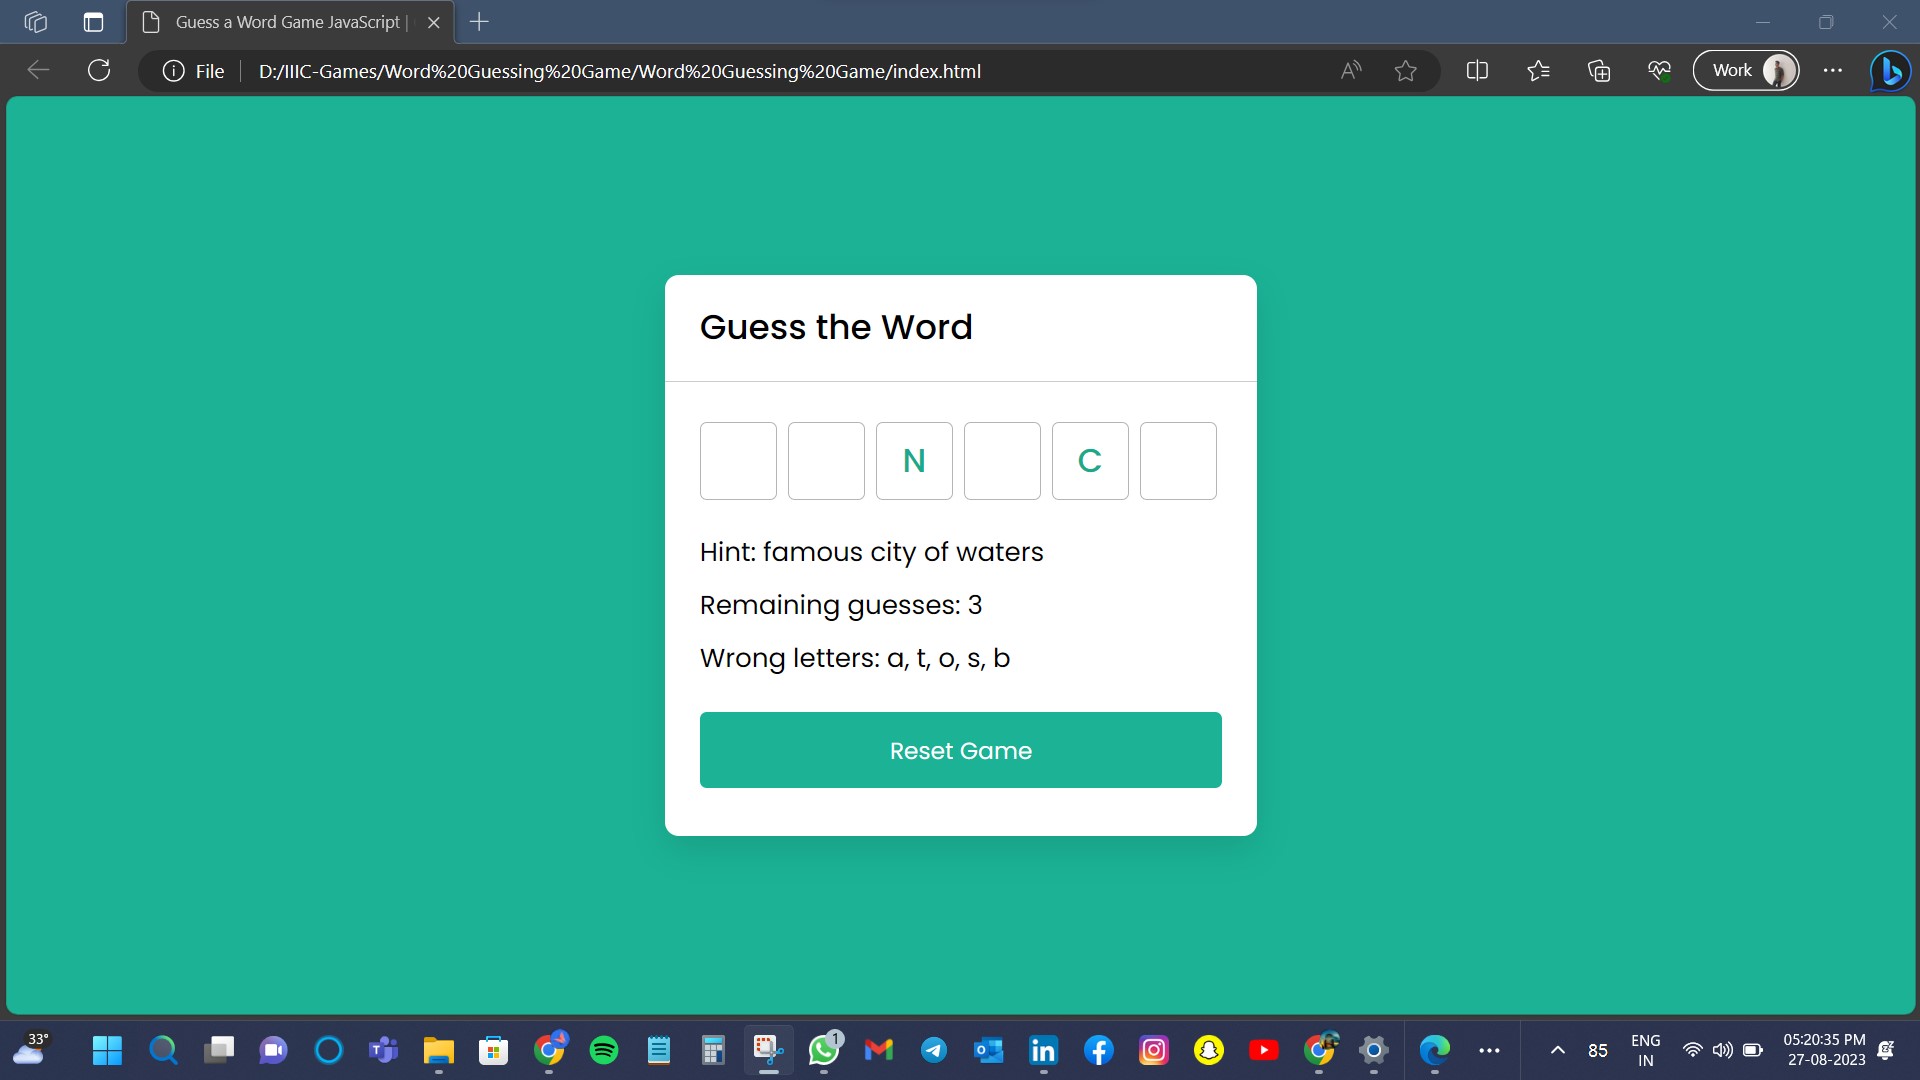 Guess a Word Game JavaScript |
File
D:/IIIC-Games/Word%20Guessing%20Game/Word%20Guessing%20Game/index.html
Work
Guess the Word
N C
Hint: famous city of waters
Remaining guesses: 3
Wrong letters: a, t, o, s, b
Reset Game
33°
1
85
ENG
IN
05:20:35 PM
27-08-2023